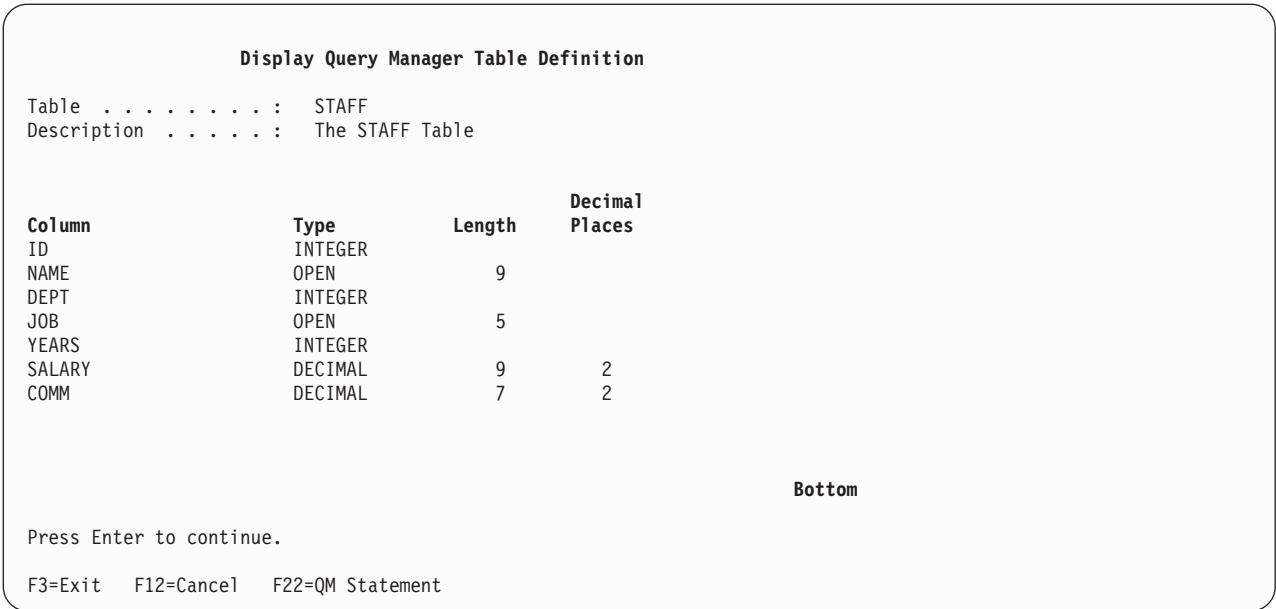 Display Query Manager Table Definition
Table . . . . . . . . : STAFF
Description . . . . . : The STAFF Table
Decimal
Column Type Length Places
ID INTEGER
NAME OPEN 9
DEPT INTEGER
JOB OPEN 5
YEARS INTEGER
SALARY DECIMAL 9 2
COMM DECIMAL 7 2
Bottom
Press Enter to continue.
F3=Exit F12=Cancel F22=QM Statement